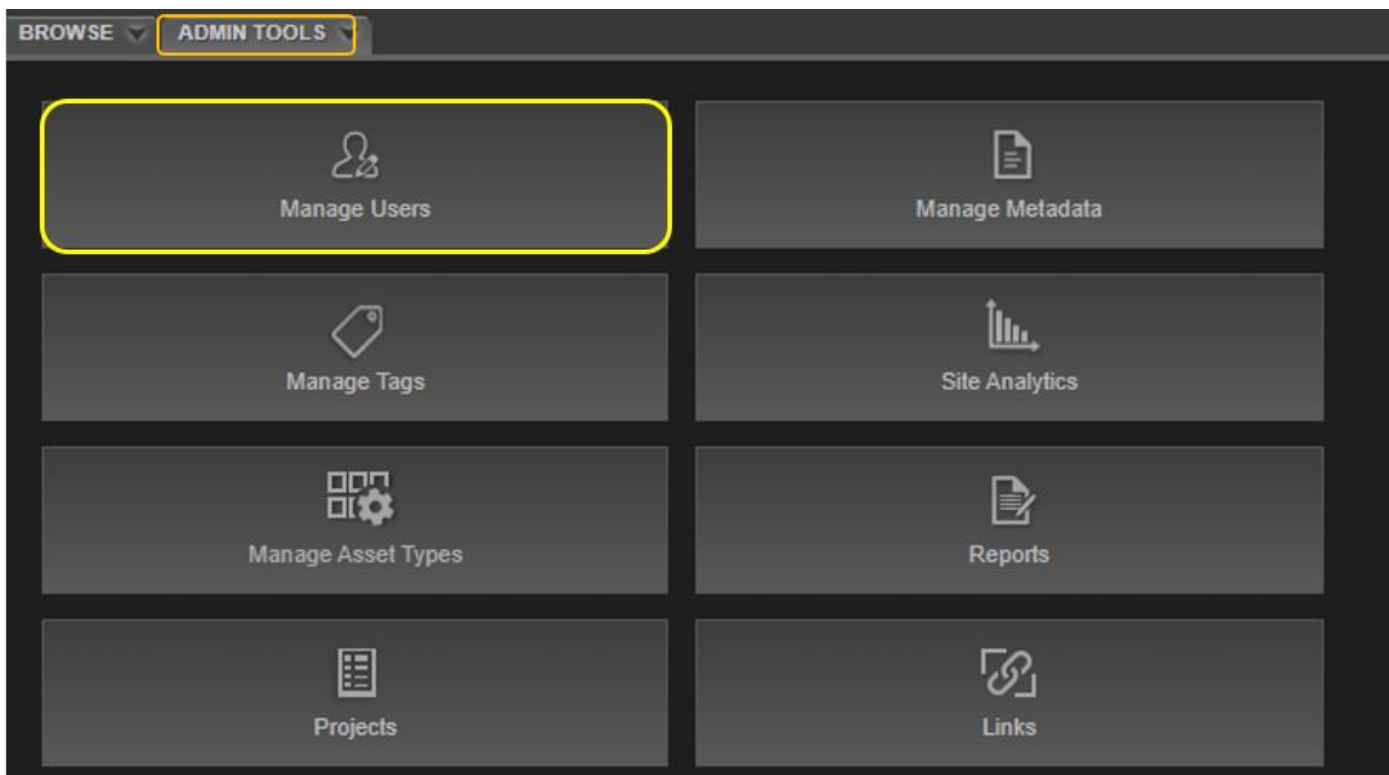 BROWSE ADMIN TOOLS
Manage Users
Manage Metadata
Manage Tags
Site Analytics
Manage Asset Types
Reports
Projects
Links